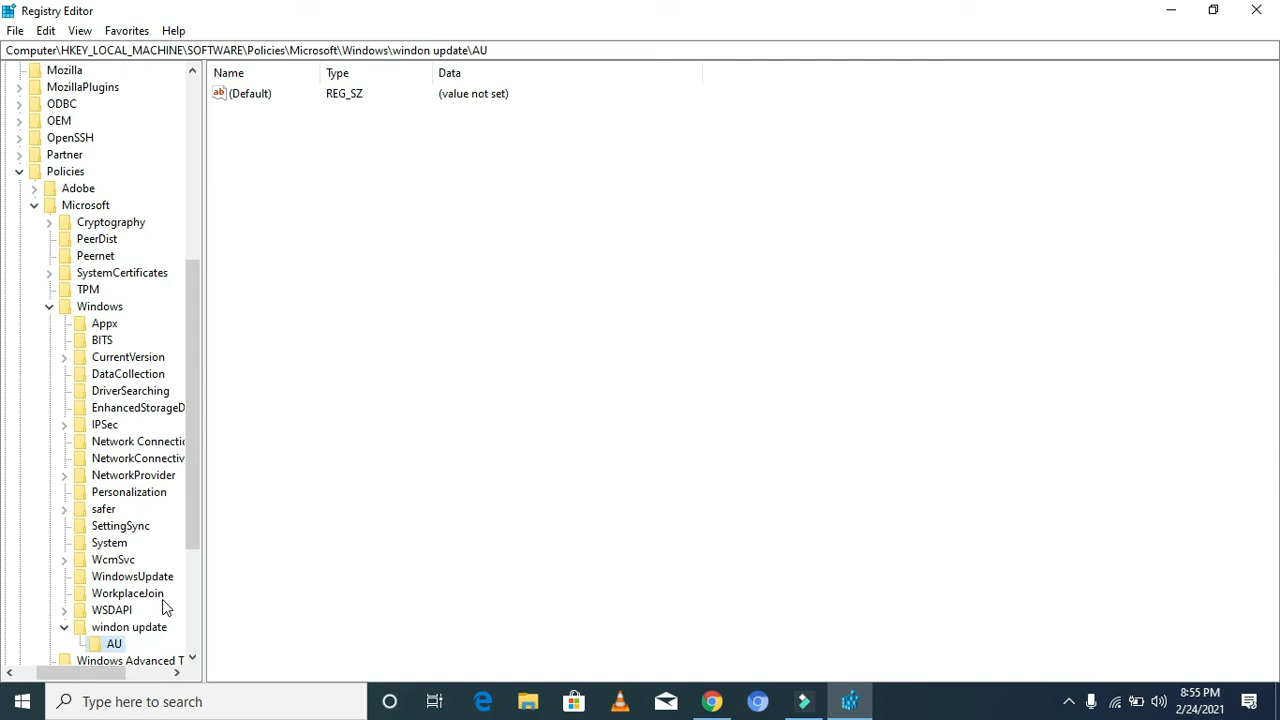 Registry Editor
File Edit View Favorites Help
Computer\HKEY_LOCAL_MACHINE\SOFTWARE\Policies\Microsoft\Windows\windon update\AU
Name Type Data
(Default) REG_SZ (value not set)
Mozilla
MozillaPlugins
ODBC
OEM
OpenSSH
Partner
Policies
Adobe
Microsoft
Cryptography
PeerDist
Peernet
SystemCertificates
TPM
Windows
Appx
BITS
CurrentVersion
DataCollection
DriverSearching
EnhancedStorageD
IPSec
Network Connectic
NetworkConnectiv
NetworkProvider
Personalization
safer
SettingSync
System
WcmSvc
WindowsUpdate
WorkplaceJoin
WSDAPI
windon update
AU
Windows Advanced T
Type here to search
8:55 PM
2/24/2021